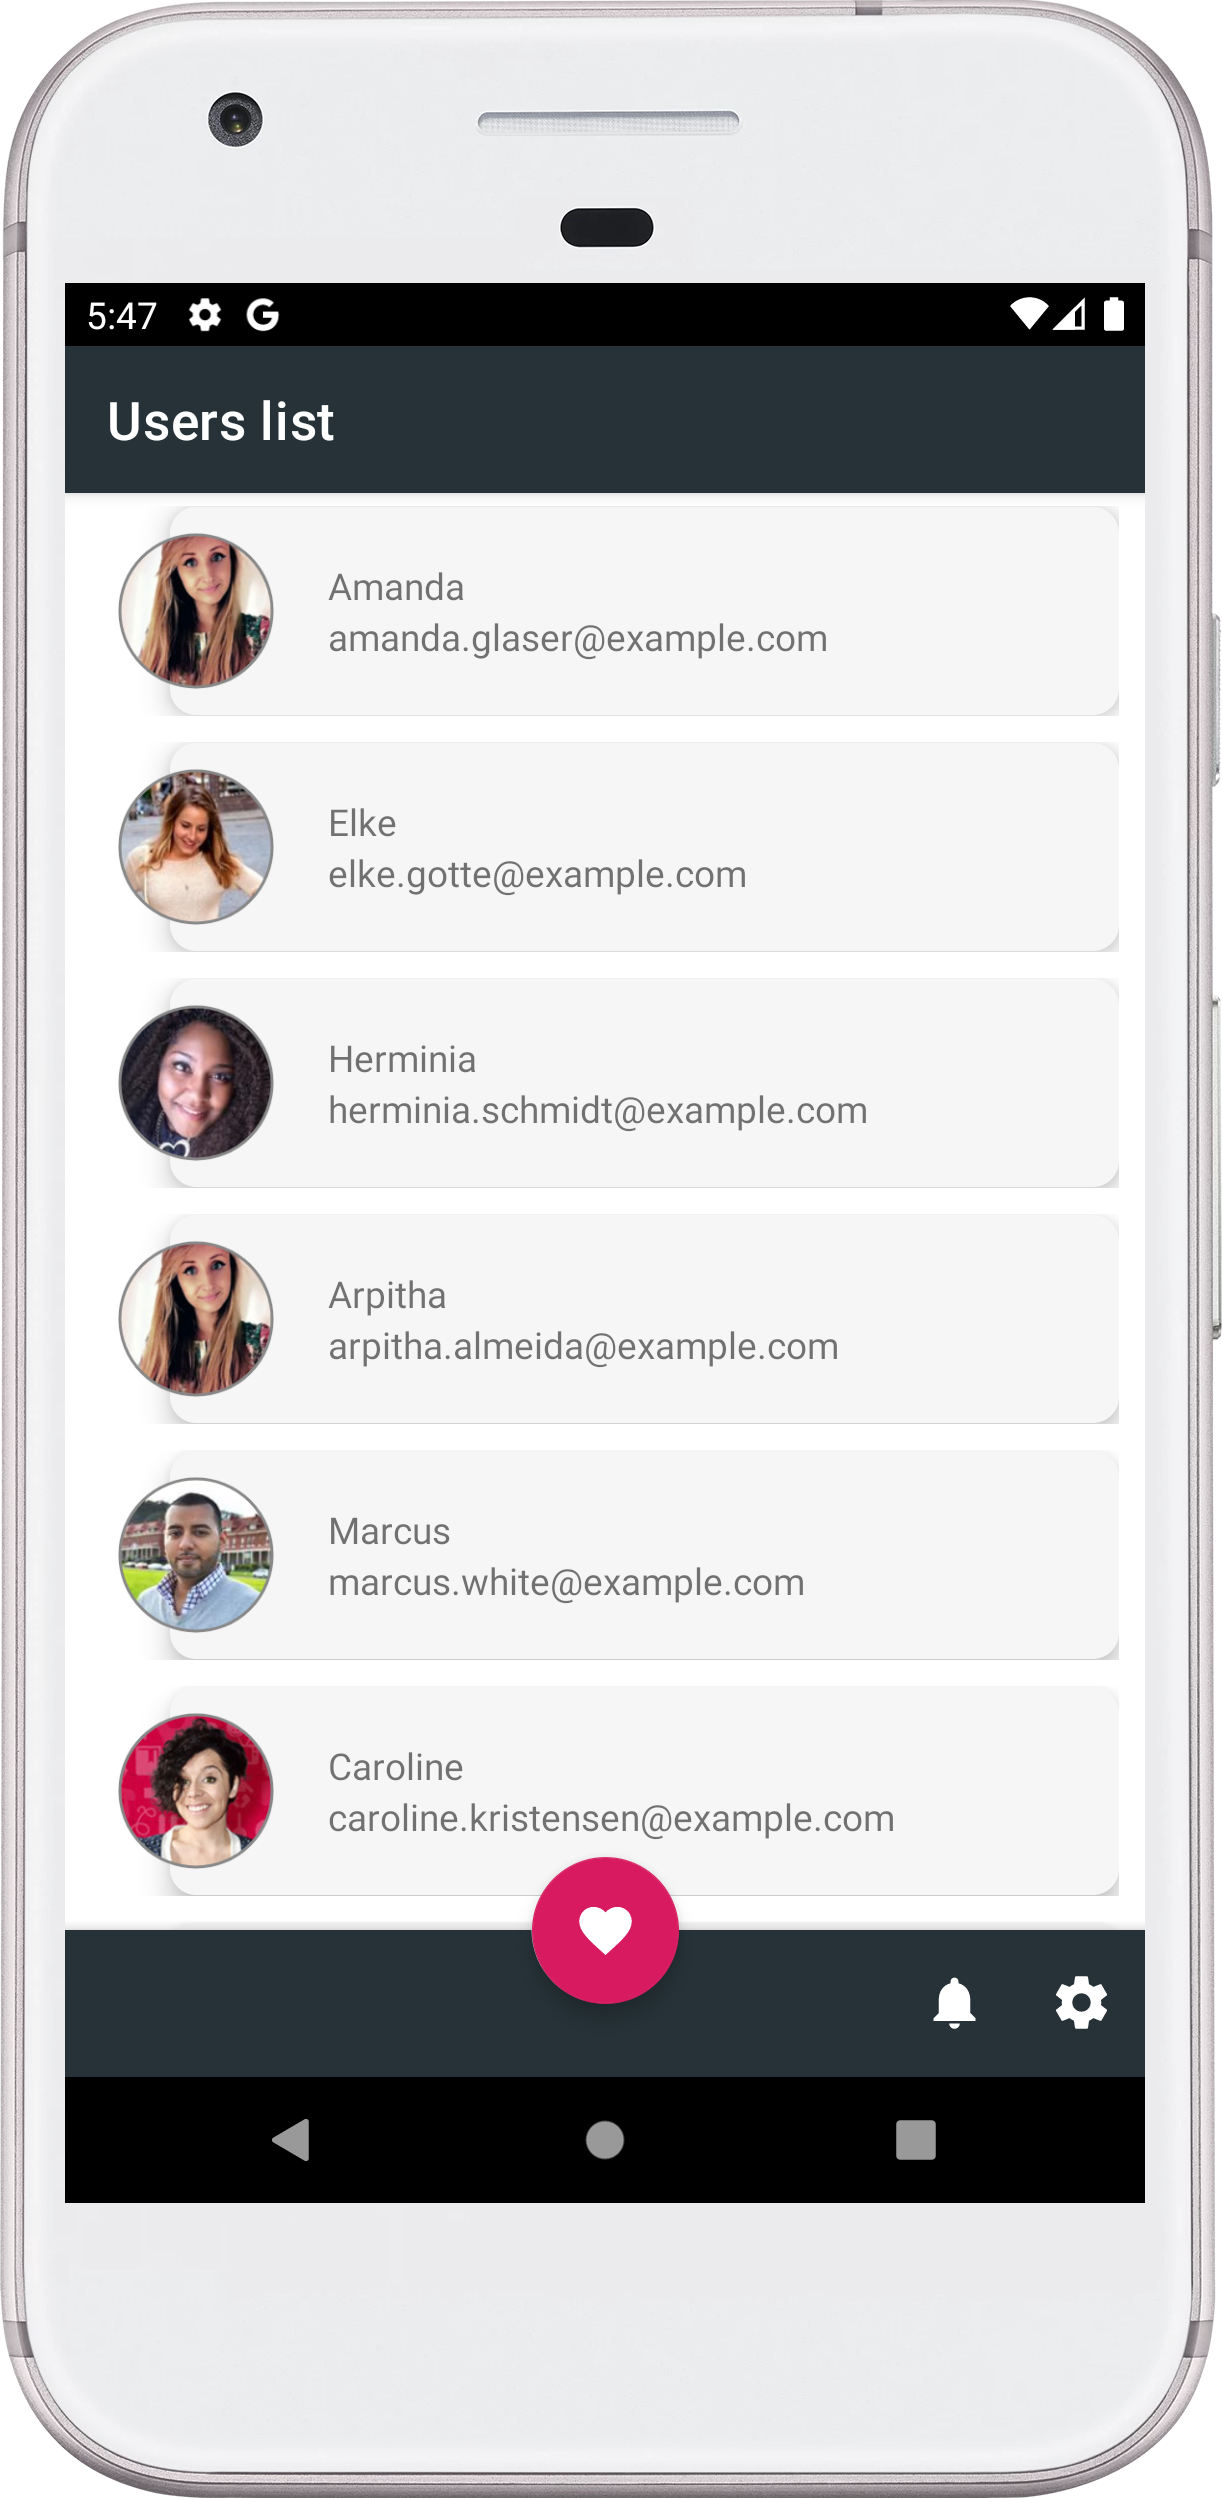 5:47
Users list
Amanda
amanda.glaser@example.com
Elke
elke.gotte@example.com
Herminia
herminia.schmidt@example.com
Arpitha
arpitha.almeida@example.com
Marcus
marcus.white@example.com
Caroline
caroline.kristensen@example.com